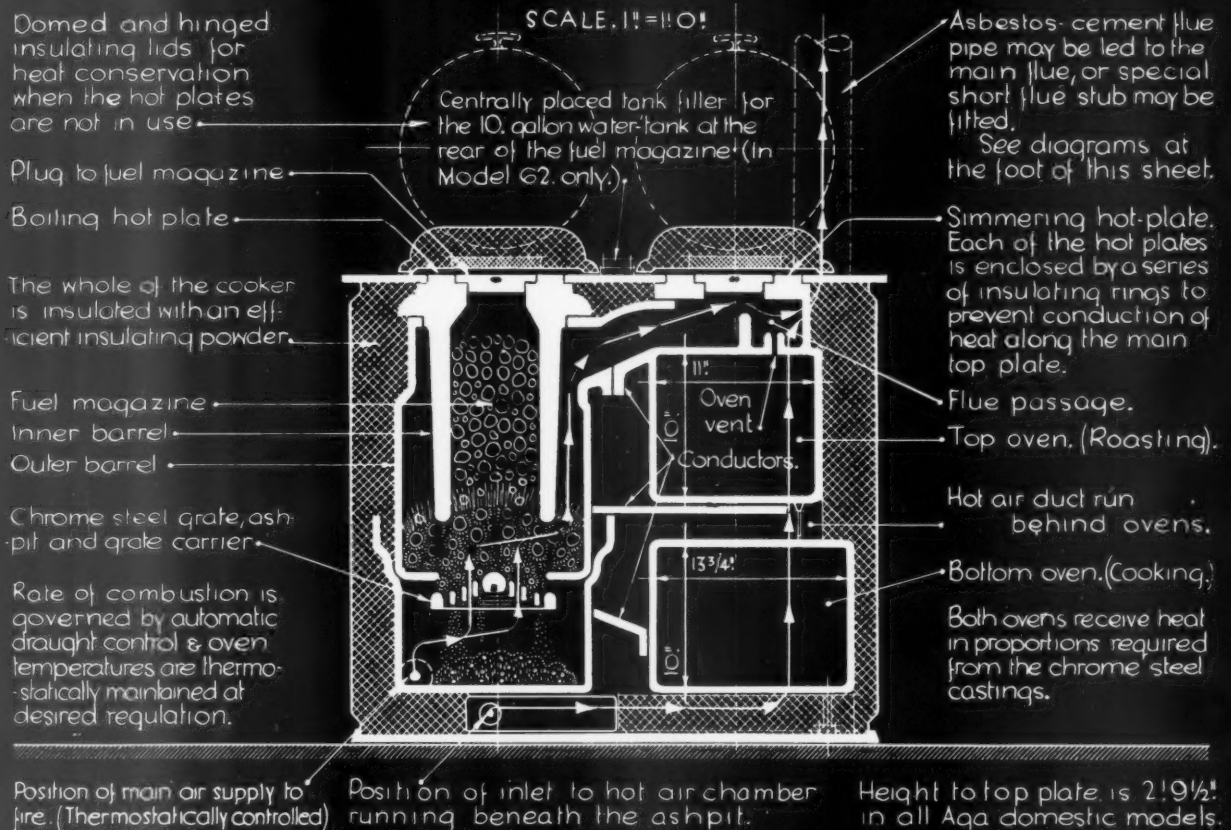 SCALE. 1" = 1'.0".
Domed and hinged
insulating lids for
heat conservation
when the hot plates
are not in use
Plug to fuel magazine
Boiling hot plate
The whole of the cooker
is insulated with an eff-
icient insulating powder.
Fuel magazine
Inner barrel
Outer barrel
Chrome steel grate, ash-
-pit and grate carrier
Rate of combustion is
governed by automatic
draught control & oven
temperatures are thermo-
-statically maintained at
desired regulation.
Centrally placed tank filler for
the 10. gallon water-tank at the
rear of the fuel magazine. (In
Model 62. only.)
11"
10"
Oven
vent
Conductors.
13 3/4"
10"
Asbestos-cement flue
pipe may be led to the
main flue, or special
short flue stub may be
fitted.
See diagrams at
the foot of this sheet.
Simmering hot-plate.
Each of the hot plates
is enclosed by a series
of insulating rings to
prevent conduction of
heat along the main
top plate.
Flue passage.
Top oven. (Roasting).
Hot air duct run
behind ovens.
Bottom oven. (Cooking.)
Both ovens receive heat
in proportions required
from the chrome steel
castings.
Position of main air supply to
fire. (Thermostatically controlled)
Position of inlet to hot air chamber
running beneath the ashpit.
Height to top plate is 2'.9½".
in all Aga domestic models.